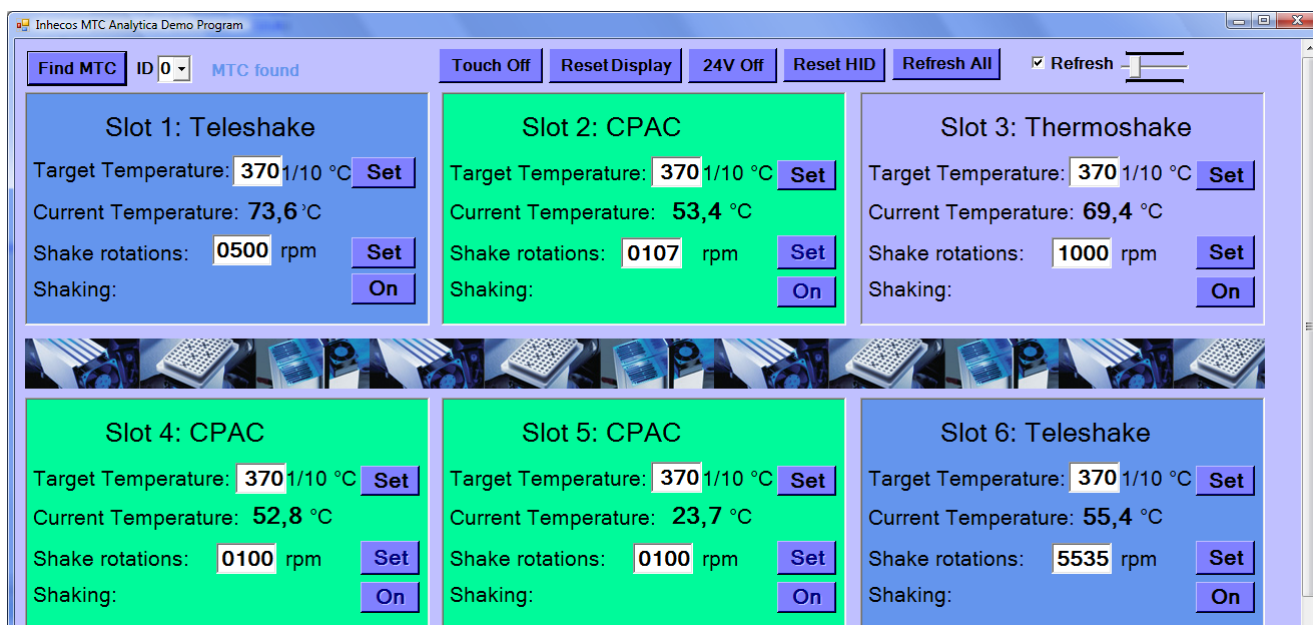 Inhecos MTC Analytica Demo Program
Find MTC ID 0 MTC found Touch Off ResetDisplay 24V Off Reset HID Refresh All Refresh
Slot 1: Teleshake
Target Temperature: 370 1/10 °C Set
Current Temperature: 73,6 °C
Shake rotations: 0500 rpm Set
Shaking: On
Slot 2: CPAC
Target Temperature: 370 1/10 °C Set
Current Temperature: 53,4 °C
Shake rotations: 0107 rpm Set
Shaking: On
Slot 3: Thermoshake
Target Temperature: 370 1/10 °C Set
Current Temperature: 69,4 °C
Shake rotations: 1000 rpm Set
Shaking: On
Slot 4: CPAC
Target Temperature: 370 1/10 °C Set
Current Temperature: 52,8 °C
Shake rotations: 0100 rpm Set
Shaking: On
Slot 5: CPAC
Target Temperature: 370 1/10 °C Set
Current Temperature: 23,7 °C
Shake rotations: 0100 rpm Set
Shaking: On
Slot 6: Teleshake
Target Temperature: 370 1/10 °C Set
Current Temperature: 55,4 °C
Shake rotations: 5535 rpm Set
Shaking: On